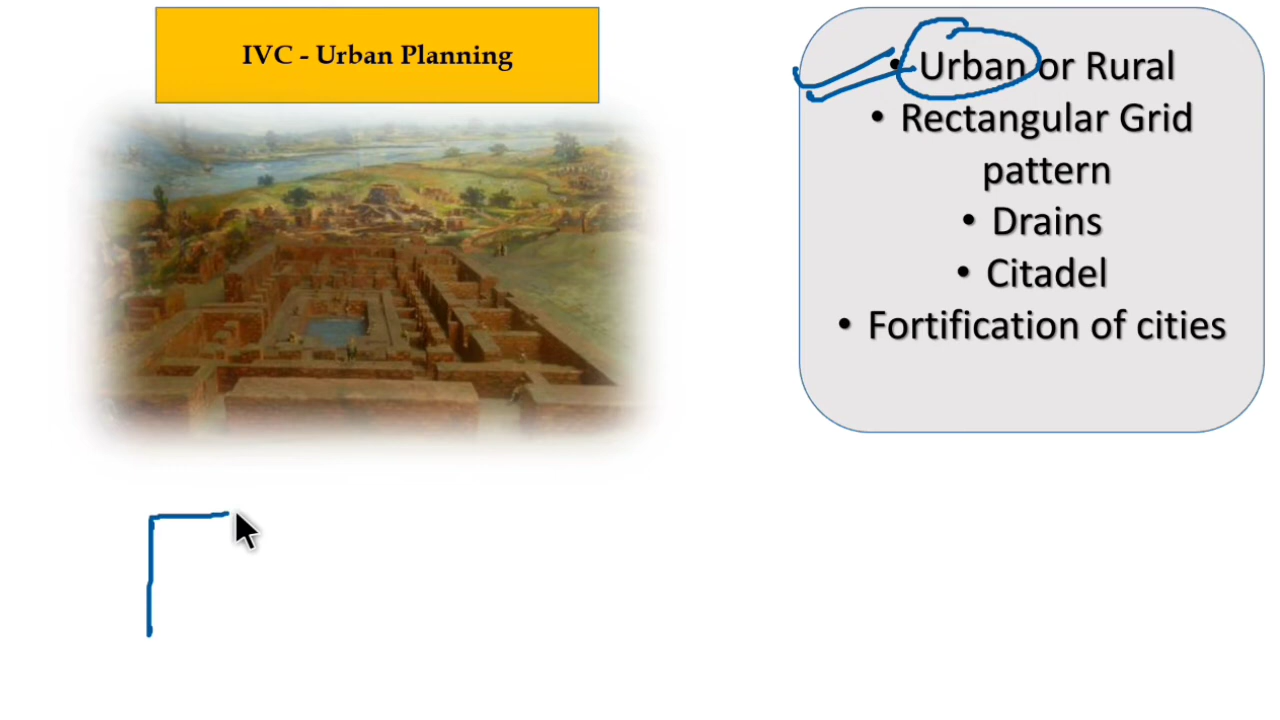 IVC - Urban Planning
• Urban or Rural
• Rectangular Grid
pattern
• Drains
• Citadel
• Fortification of cities